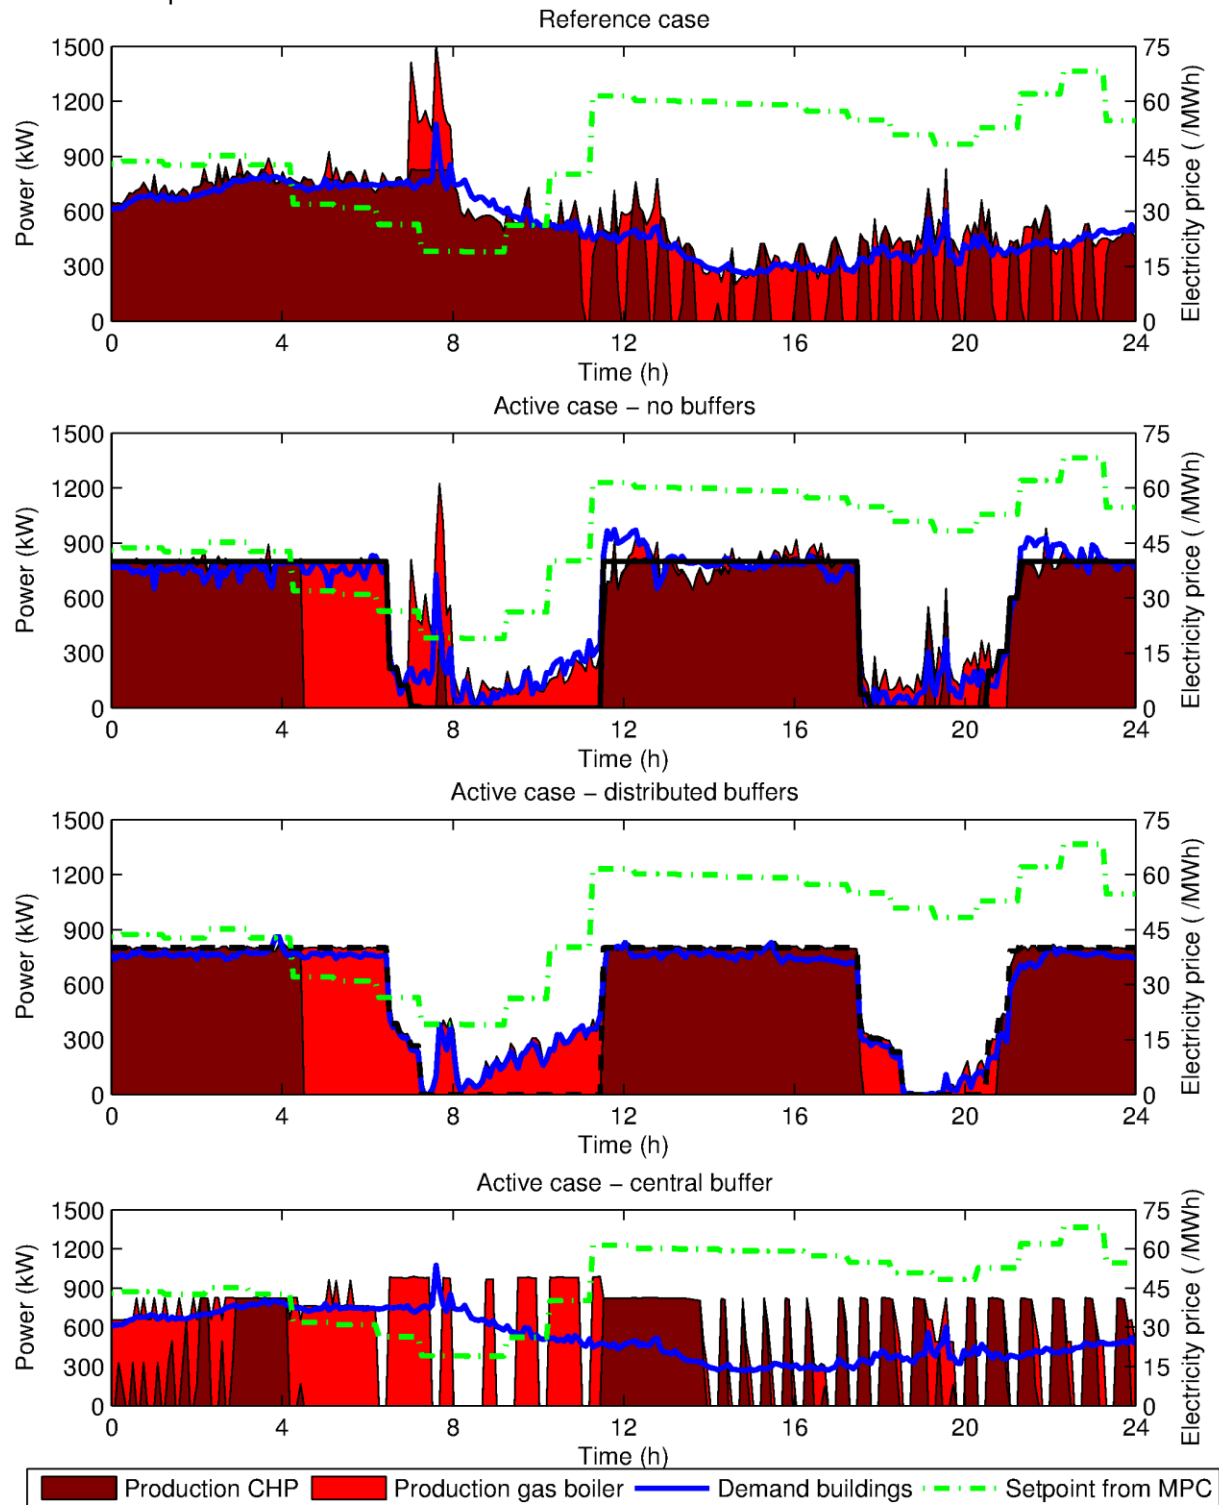 Reference case
1500
1200
900
600
300
0
Power (kW)
75
60
45
30
15
0
Electricity price ( /MWh)
0 4 8 12 16 20 24
Time (h)
Active case − no buffers
1500
1200
900
600
300
0
Power (kW)
75
60
45
30
15
0
Electricity price ( /MWh)
0 4 8 12 16 20 24
Time (h)
Active case − distributed buffers
1500
1200
900
600
300
0
Power (kW)
75
60
45
30
15
0
Electricity price ( /MWh)
0 4 8 12 16 20 24
Time (h)
Active case − central buffer
1500
1200
900
600
300
0
Power (kW)
75
60
45
30
15
0
Electricity price ( /MWh)
0 4 8 12 16 20 24
Time (h)
Production CHP Production gas boiler Demand buildings Setpoint from MPC